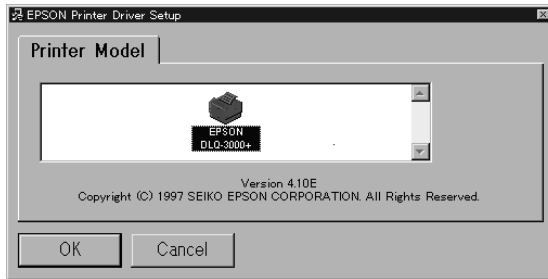 EPSON Printer Driver Setup
Printer Model
EPSON
DLQ-3000+
Version 4.10E
Copyright (C) 1997 SEIKO EPSON CORPORATION. All Rights Reserved.
OK
Cancel